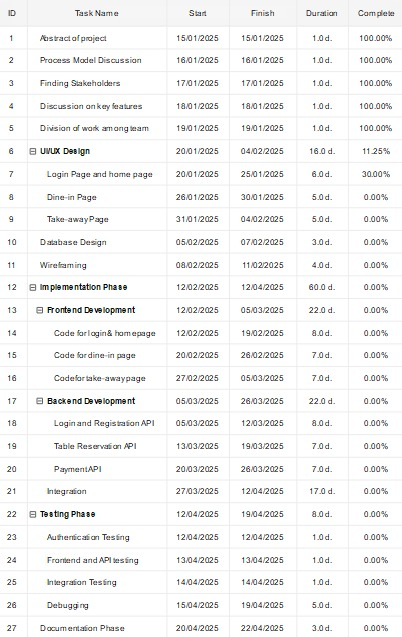 ID Task Name Start Finish Duration Complete
1 Abstract of project 15/01/2025 15/01/2025 1.0 d. 100.00%
2 Process Model Discussion 16/01/2025 16/01/2025 1.0 d. 100.00%
3 Finding Stakeholders 17/01/2025 17/01/2025 1.0 d. 100.00%
4 Discussion on key features 18/01/2025 18/01/2025 1.0 d. 100.00%
5 Division of work among team 19/01/2025 19/01/2025 1.0 d. 100.00%
6 UI/UX Design 20/01/2025 04/02/2025 16.0 d. 11.25%
7 Login Page and home page 20/01/2025 25/01/2025 6.0 d. 30.00%
8 Dine-in Page 26/01/2025 30/01/2025 5.0 d. 0.00%
9 Take-away Page 31/01/2025 04/02/2025 5.0 d. 0.00%
10 Database Design 05/02/2025 07/02/2025 3.0 d. 0.00%
11 Wireframing 08/02/2025 11/02/2025 4.0 d. 0.00%
12 Implementation Phase 12/02/2025 12/04/2025 60.0 d. 0.00%
13 Frontend Development 12/02/2025 05/03/2025 22.0 d. 0.00%
14 Code for login & homepage 12/02/2025 19/02/2025 8.0 d. 0.00%
15 Code for dine-in page 20/02/2025 26/02/2025 7.0 d. 0.00%
16 Code for take-away page 27/02/2025 05/03/2025 7.0 d. 0.00%
17 Backend Development 05/03/2025 26/03/2025 22.0 d. 0.00%
18 Login and Registration API 05/03/2025 12/03/2025 8.0 d. 0.00%
19 Table Reservation API 13/03/2025 19/03/2025 7.0 d. 0.00%
20 Payment API 20/03/2025 26/03/2025 7.0 d. 0.00%
21 Integration 27/03/2025 12/04/2025 17.0 d. 0.00%
22 Testing Phase 12/04/2025 19/04/2025 8.0 d. 0.00%
23 Authentication Testing 12/04/2025 12/04/2025 1.0 d. 0.00%
24 Frontend and API testing 13/04/2025 13/04/2025 1.0 d. 0.00%
25 Integration Testing 14/04/2025 14/04/2025 1.0 d. 0.00%
26 Debugging 15/04/2025 19/04/2025 5.0 d. 0.00%
27 Documentation Phase 20/04/2025 22/04/2025 3.0 d. 0.00%